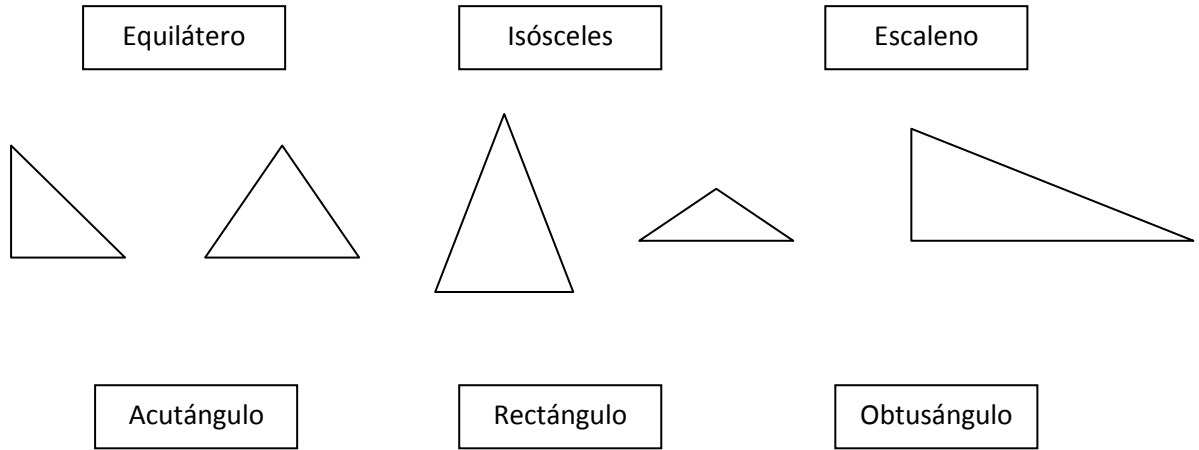 Equilátero
Isósceles
Escaleno
Acutángulo
Rectángulo
Obtusángulo